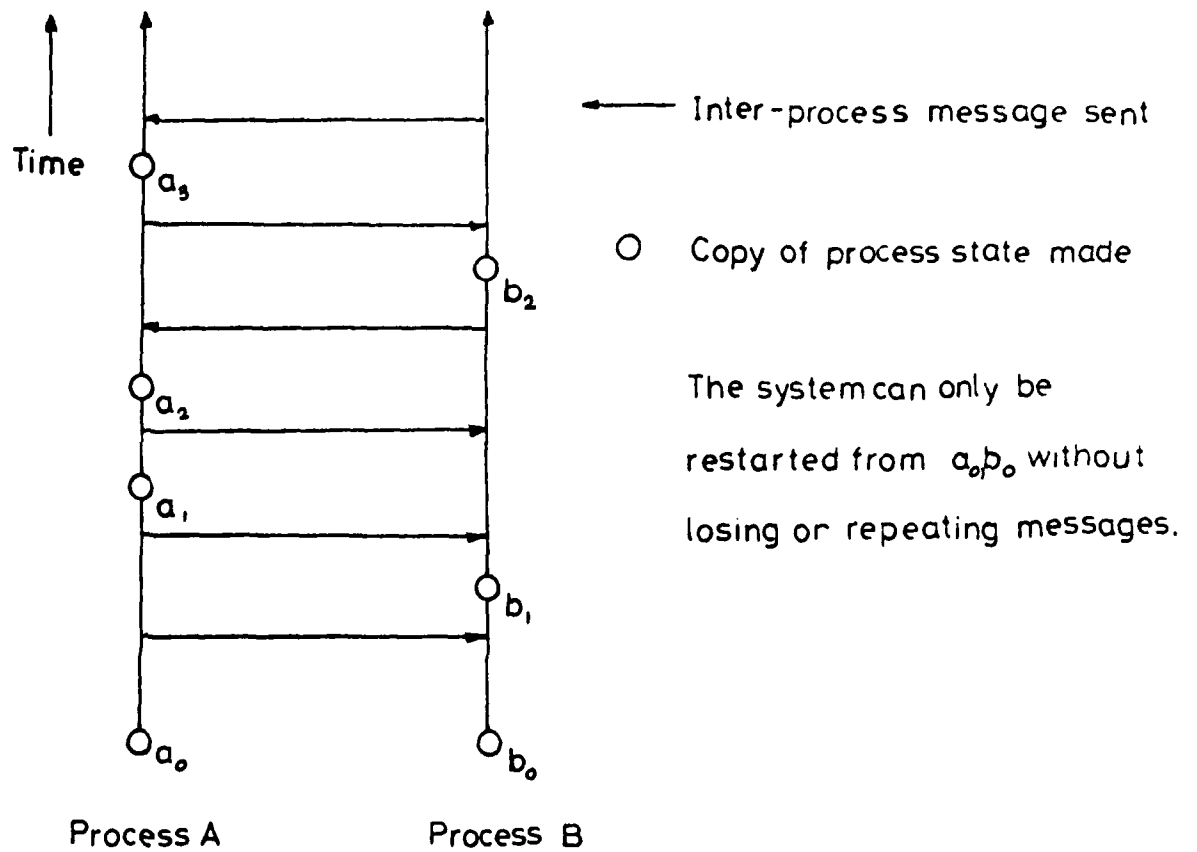 Inter-process message sent
Time
a₃
Copy of process state made
b₂
The system can only be
a₂
restarted from a₀,b₀ without
a₁
losing or repeating messages.
b₁
a₀
b₀
Process A
Process B